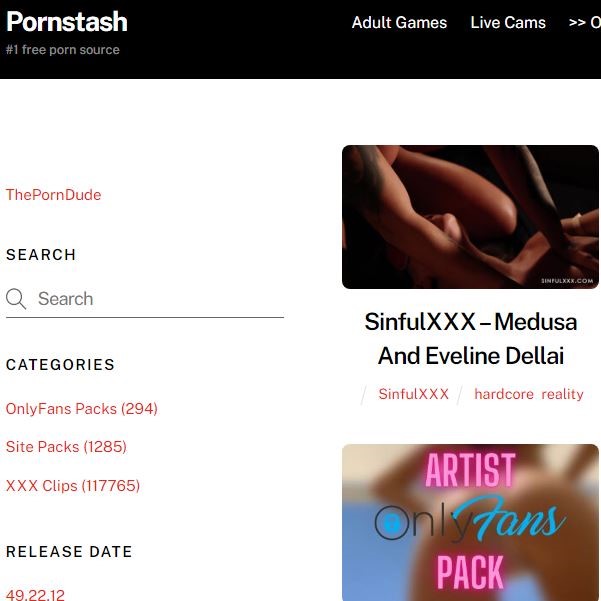 Pornstash
#1 free porn source
Adult Games Live Cams >> O
ThePornDude
SEARCH
Search
CATEGORIES
OnlyFans Packs (294)
Site Packs (1285)
XXX Clips (117765)
RELEASE DATE
49.22.12
SINFULXXX.COM
SinfulXXX – Medusa
And Eveline Dellai
/ SinfulXXX / hardcore reality
ARTIST
OnlyFans
PACK